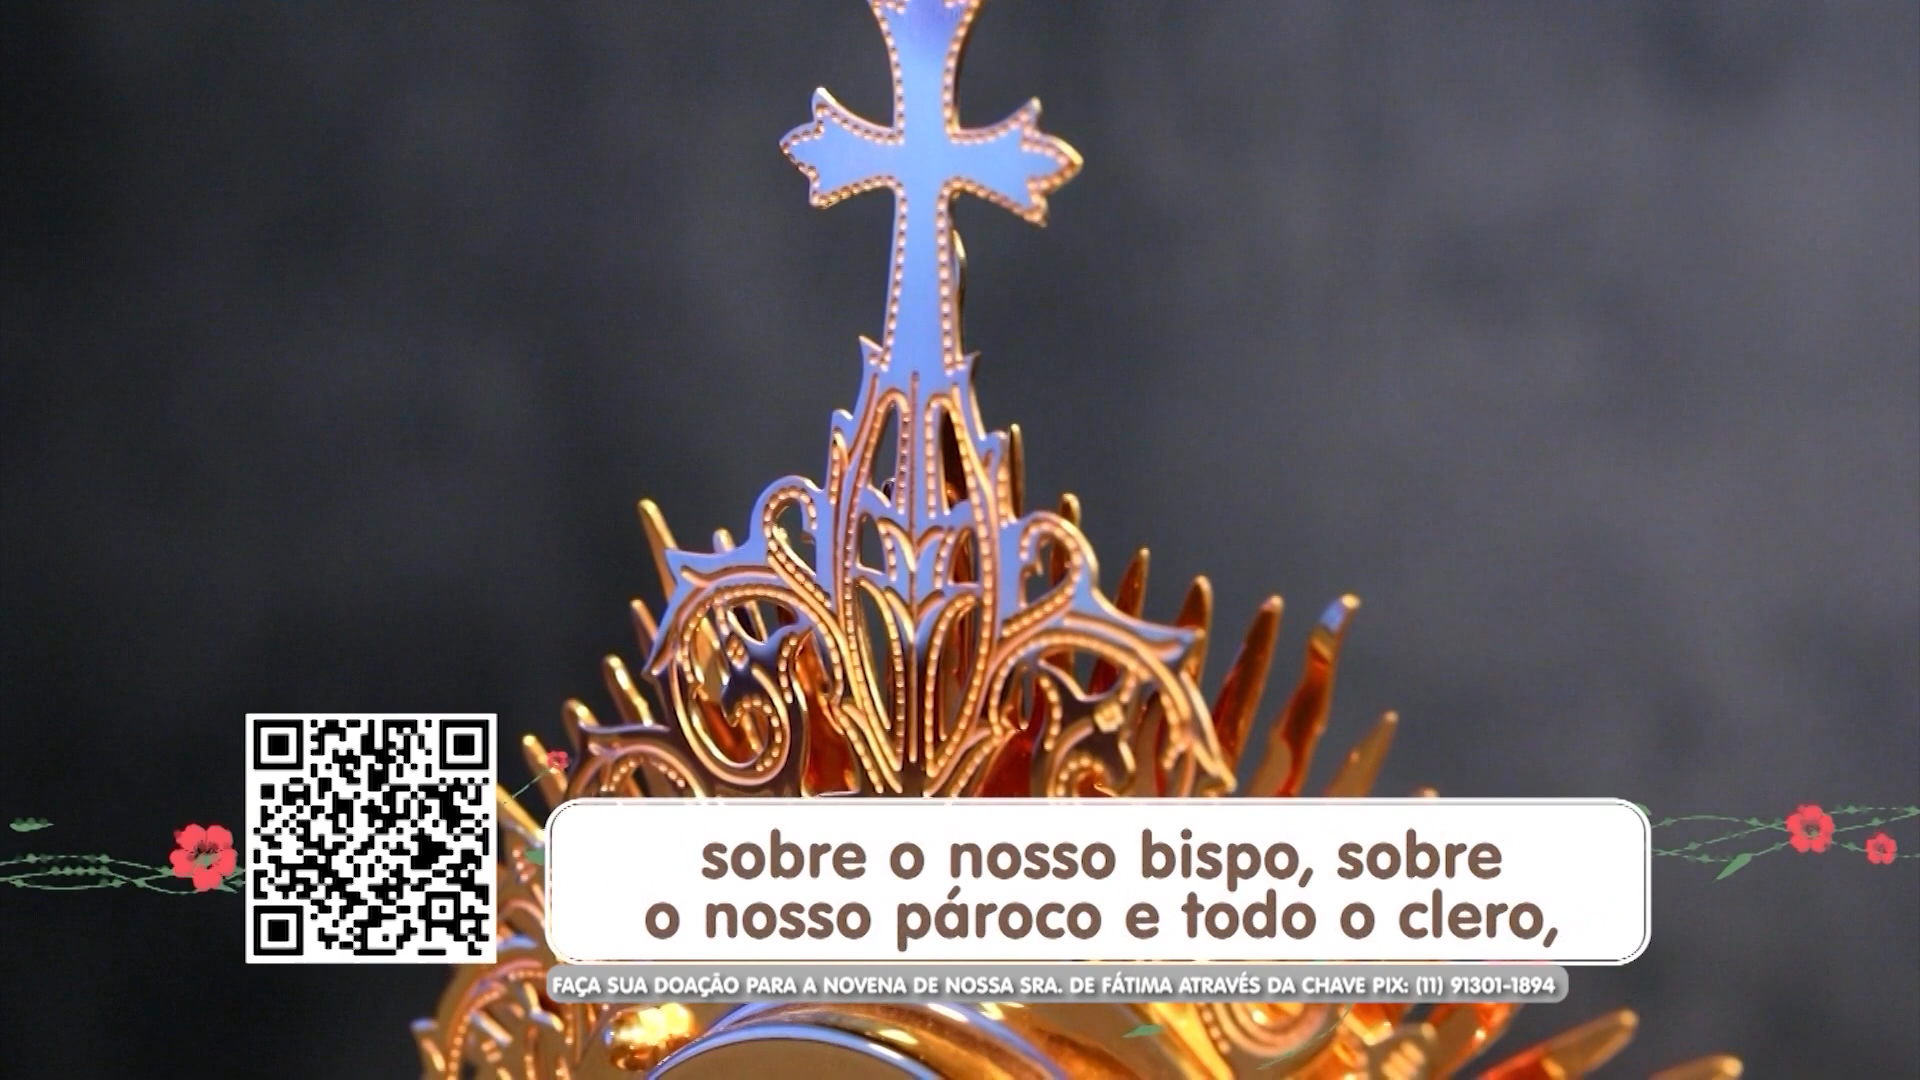 sobre o nosso bispo, sobre
o nosso pároco e todo o clero,
FAÇA SUA DOAÇÃO PARA A NOVENA DE NOSSA SRA. DE FÁTIMA ATRAVÉS DA CHAVE PIX: (11) 91301-1894